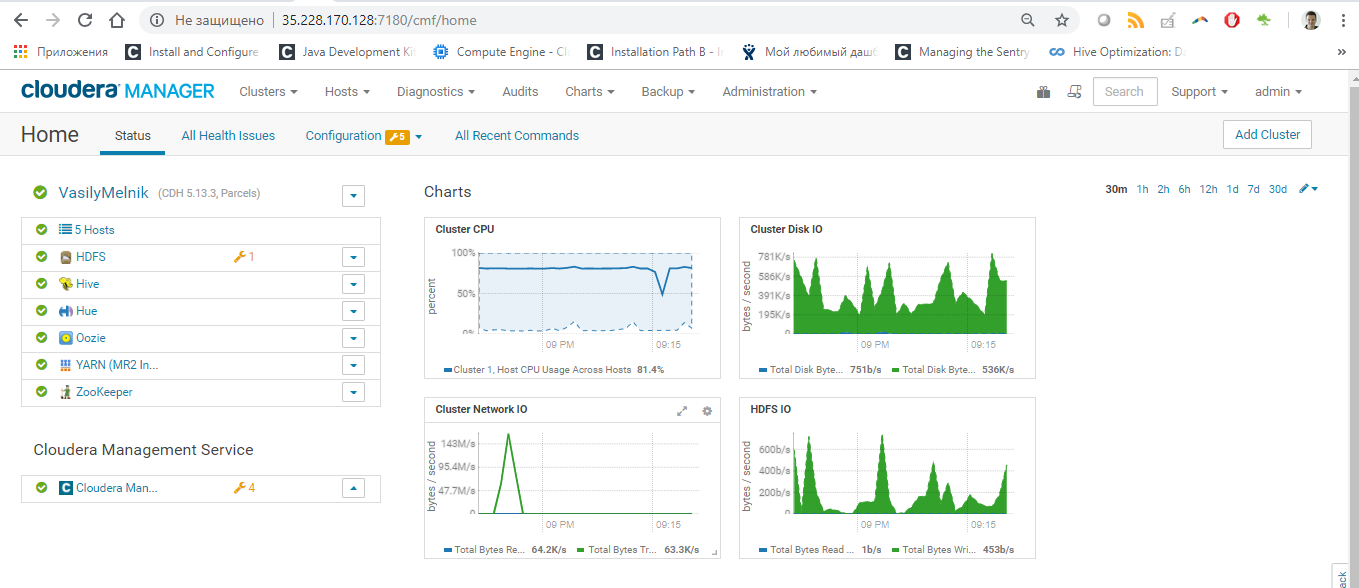 Не защищено | 35.228.170.128:7180/cmf/home
Приложения Install and Configure Java Development Ki Compute Engine - Cl Installation Path B - I Мой любимый даш Managing the Sentry Hive Optimization: D »
cloudera MANAGER Clusters Hosts Diagnostics Audits Charts Backup Administration Search Support admin
Home Status All Health Issues Configuration 5 All Recent Commands Add Cluster
VasilyMelnik (CDH 5.13.3, Parcels)
5 Hosts
HDFS 1
Hive
Hue
Oozie
YARN (MR2 In...
ZooKeeper
Cloudera Management Service
Cloudera Man... 4
Charts 30m 1h 2h 6h 12h 1d 7d 30d
Cluster CPU
percent
100%
50%
0%
09 PM 09:15
Cluster 1, Host CPU Usage Across Hosts 81.4%
Cluster Disk IO
bytes / second
781K/s
586K/s
391K/s
195K/s
0
09 PM 09:15
Total Disk Byte... 751b/s Total Disk Byte... 536K/s
Cluster Network IO
bytes / second
143M/s
95.4M/s
47.7M/s
0
09 PM 09:15
Total Bytes Re... 64.2K/s Total Bytes Tr... 63.3K/s
HDFS IO
bytes / second
600b/s
400b/s
200b/s
0
09 PM 09:15
Total Bytes Read ... 1b/s Total Bytes Wri... 453b/s